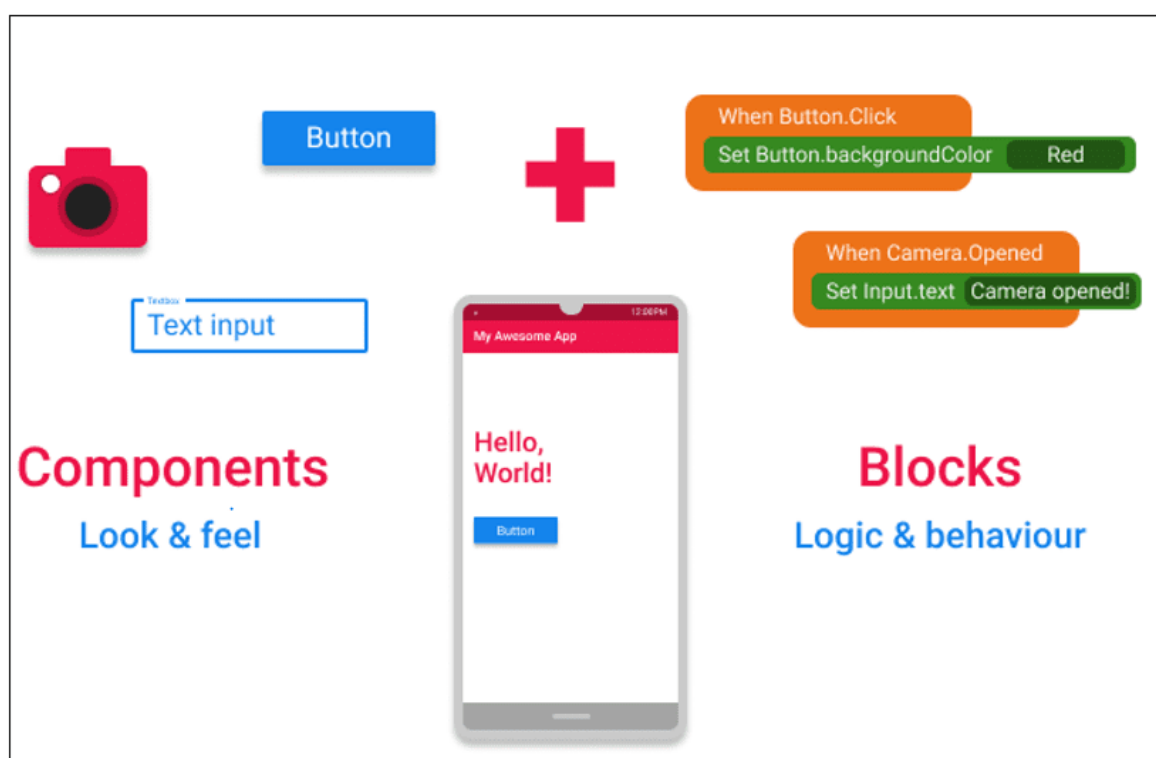 Button
When Button.Click
Set Button.backgroundColor Red
When Camera.Opened
Set Input.text Camera opened!
Textbox
Text input
12:00PM
My Awesome App
Hello,
World!
Button
Components
Look & feel
Blocks
Logic & behaviour